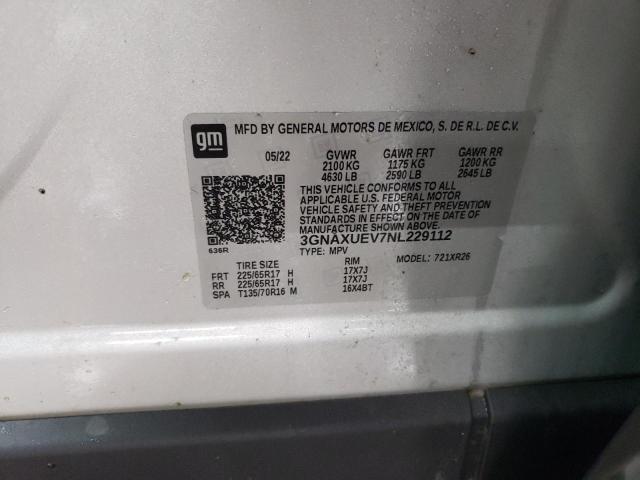 gm MFD BY GENERAL MOTORS DE MEXICO, S. DE R.L. DE C.V.
05/22 GVWR GAWR FRT GAWR RR
2100 KG 1175 KG 1200 KG
4630 LB 2590 LB 2645 LB
THIS VEHICLE CONFORMS TO ALL
APPLICABLE U.S. FEDERAL MOTOR
VEHICLE SAFETY AND THEFT
PREVENTION STANDARDS IN
EFFECT ON THE DATE OF
MANUFACTURE SHOWN ABOVE.
3GNAXUEV7NL229112
636R TYPE: MPV MODEL: 721XR26
TIRE SIZE RIM
FRT 225/65R17 H 17X7J
RR 225/65R17 H 17X7J
SPA T135/70R16 M 16X4BT